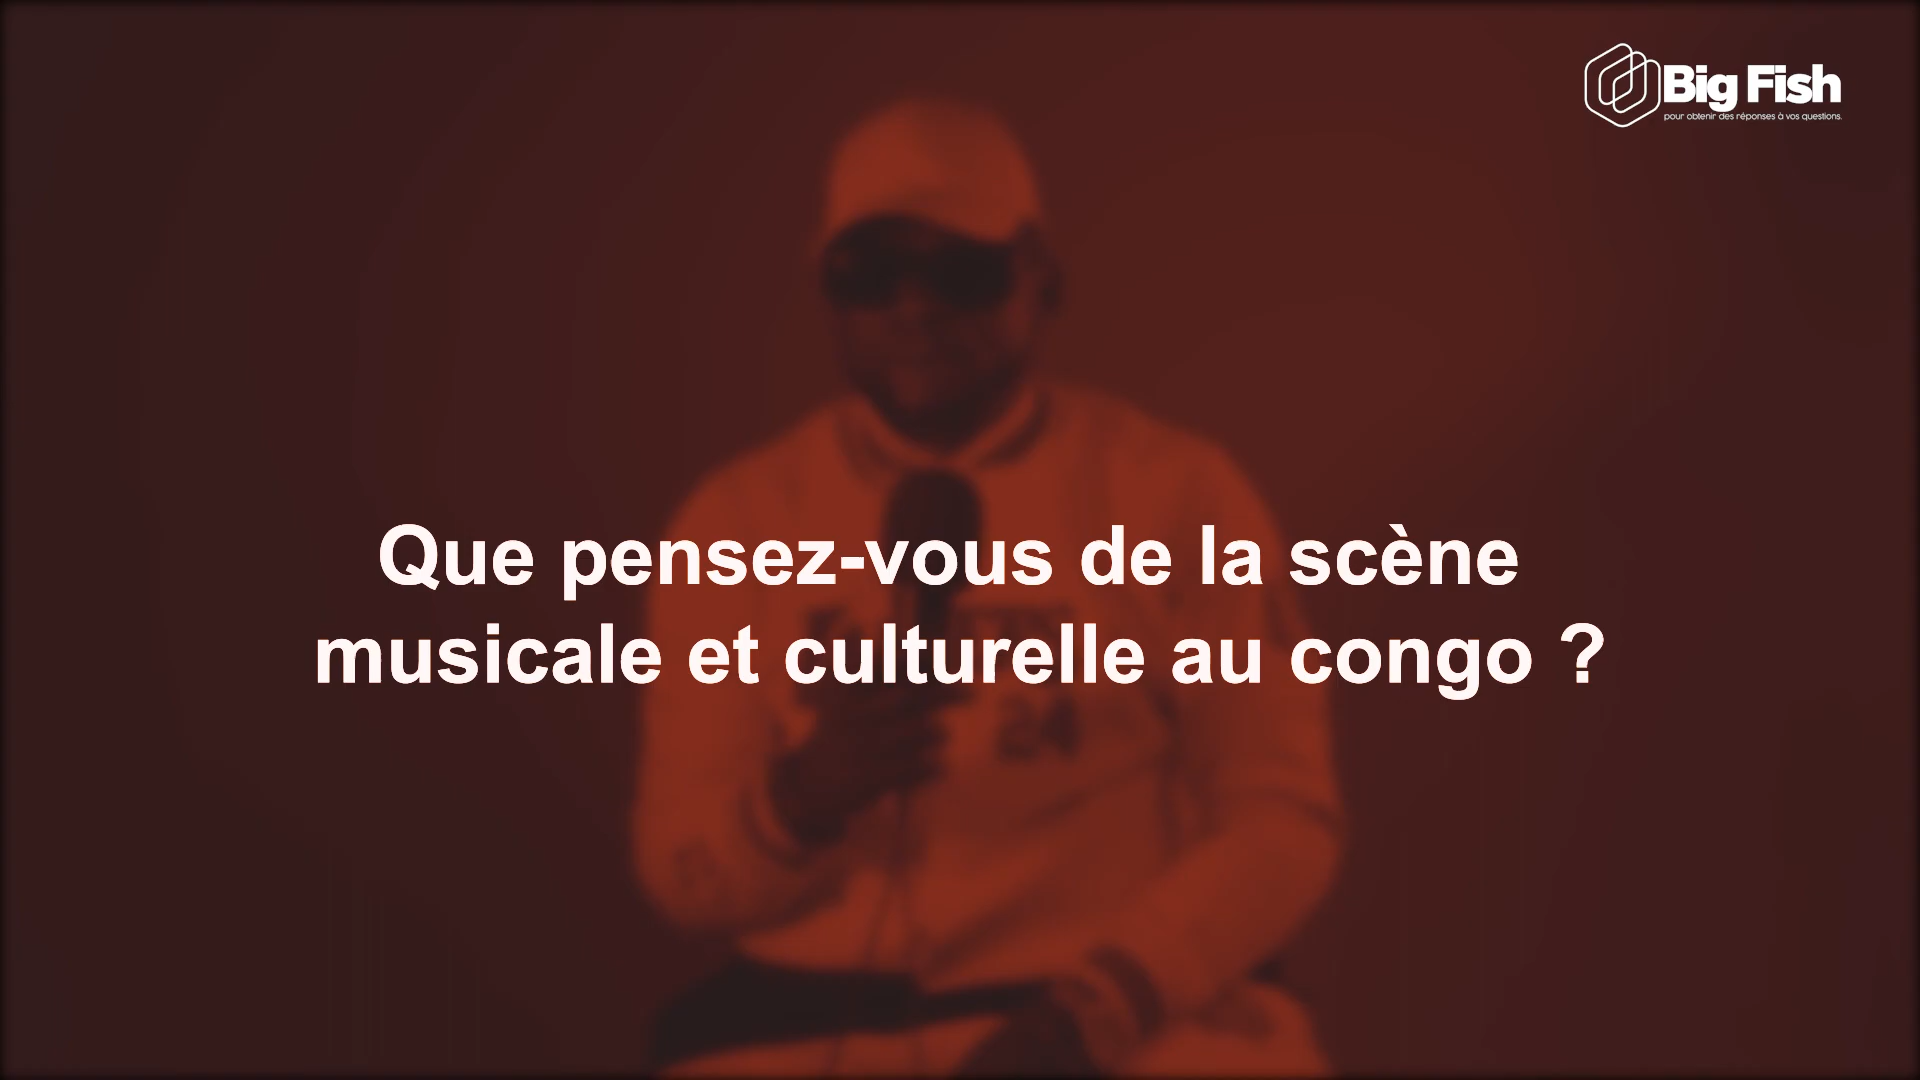 Big Fish
pour obtenir des réponses à vos questions.
Que pensez-vous de la scène
musicale et culturelle au congo ?
24